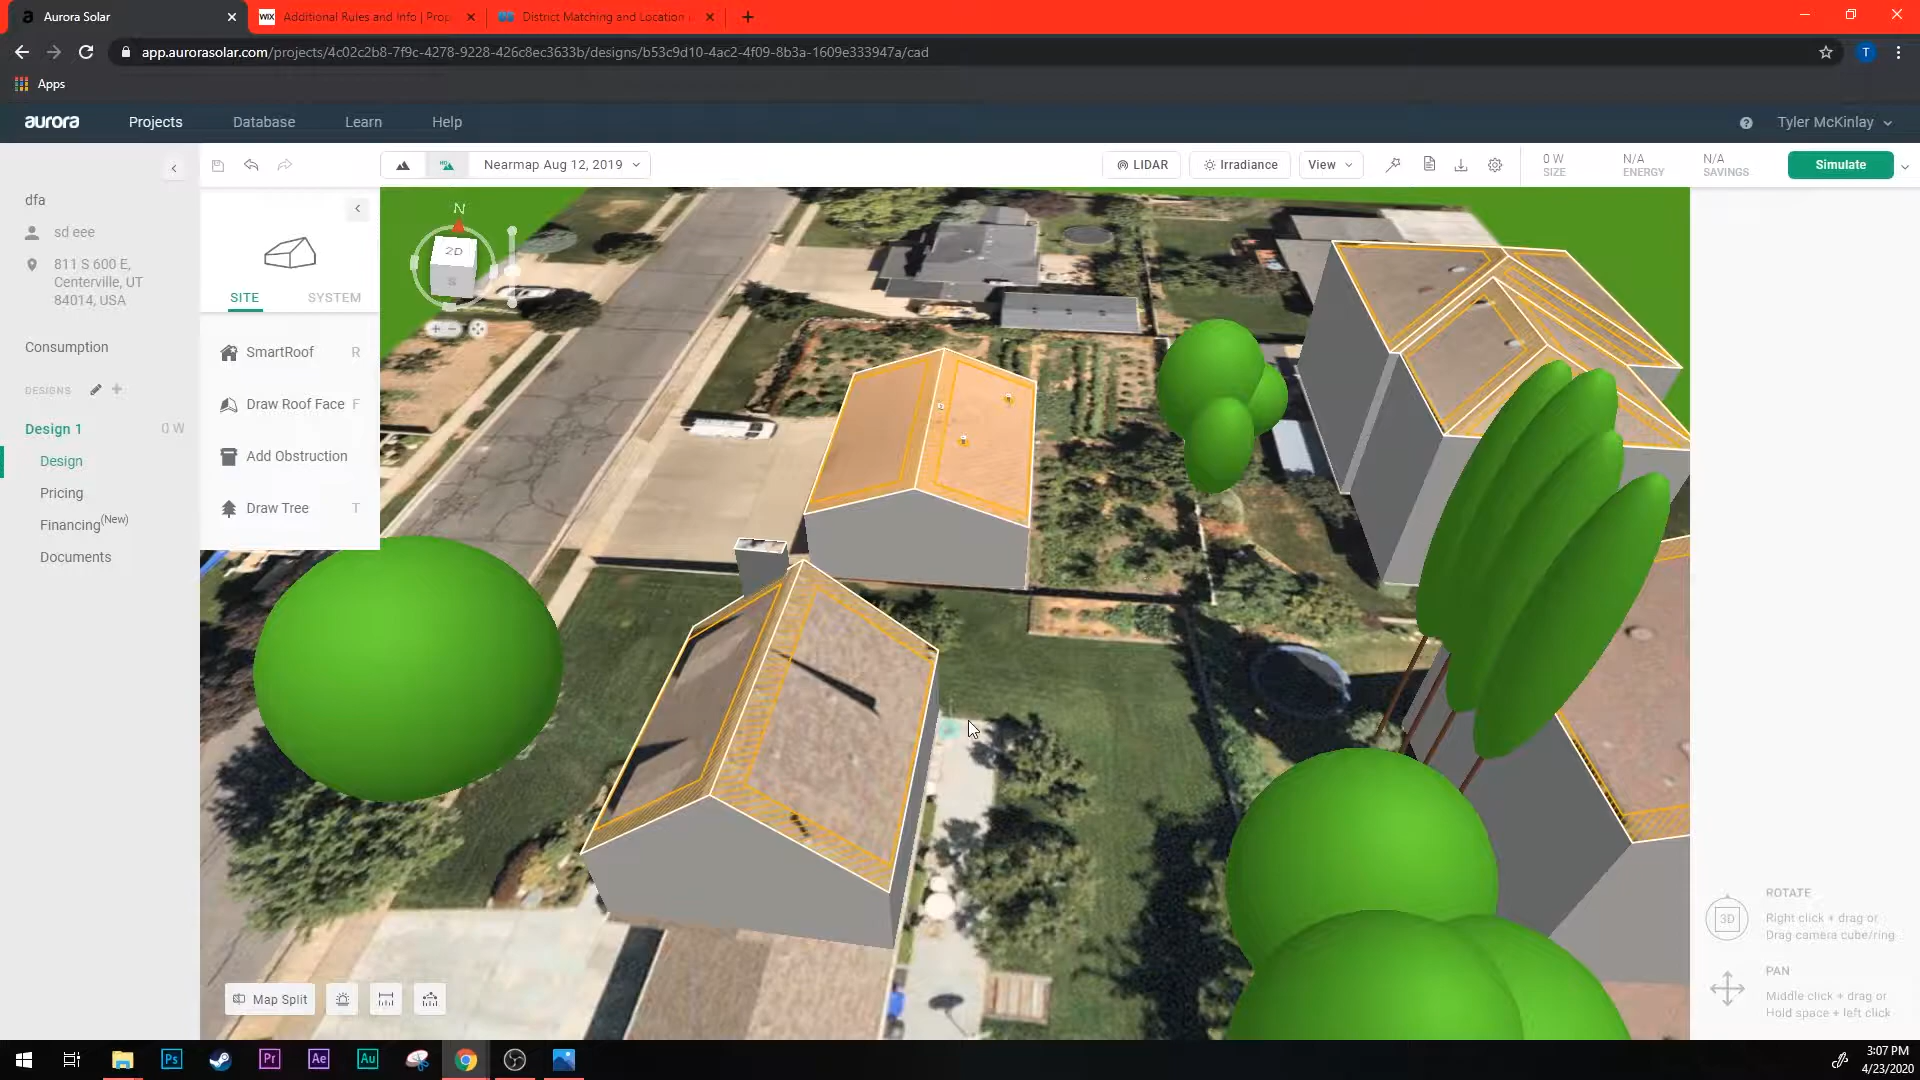 Aurora Solar
WIX Additional Rules and Info | Prop
District Matching and Location
app.aurorasolar.com/projects/4c02c2b8-7f9c-4278-9228-426c8ec3633b/designs/b53c9d10-4ac2-4f09-8b3a-1609e333947a/cad
T
Apps
aurora
Projects
Database
Learn
Help
Tyler McKinlay
Nearmap Aug 12, 2019
LIDAR
Irradiance
View
0 W
SIZE
N/A
ENERGY
N/A
SAVINGS
Simulate
dfa
sd eee
811 S 600 E,
Centerville, UT
84014, USA
Consumption
DESIGNS
Design 1 0 W
Design
Pricing
Financing(New)
Documents
SITE
SYSTEM
SmartRoof R
Draw Roof Face F
Add Obstruction
Draw Tree T
N
2D
S
Map Split
3D
ROTATE
Right click + drag or
Drag camera cube/ring
PAN
Middle click + drag or
Hold space + left click
Ps
Pr
Ae
Au
3:07 PM
4/23/2020